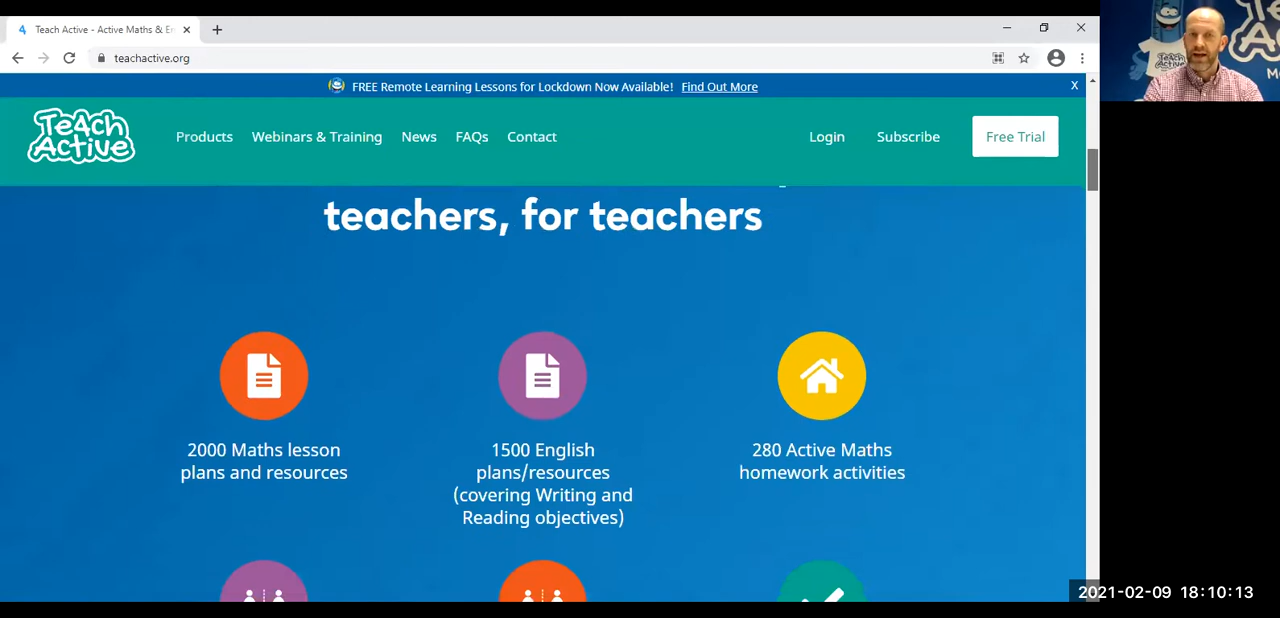 Teach Active - Active Maths & E
teachactive.org
FREE Remote Learning Lessons for Lockdown Now Available! Find Out More
X
Te4ch
Active
Products
Webinars & Training
News
FAQs
Contact
Login
Subscribe
Free Trial
teachers, for teachers
2000 Maths lesson
plans and resources
1500 English
plans/resources
(covering Writing and
Reading objectives)
280 Active Maths
homework activities
2021-02-09 18:10:13